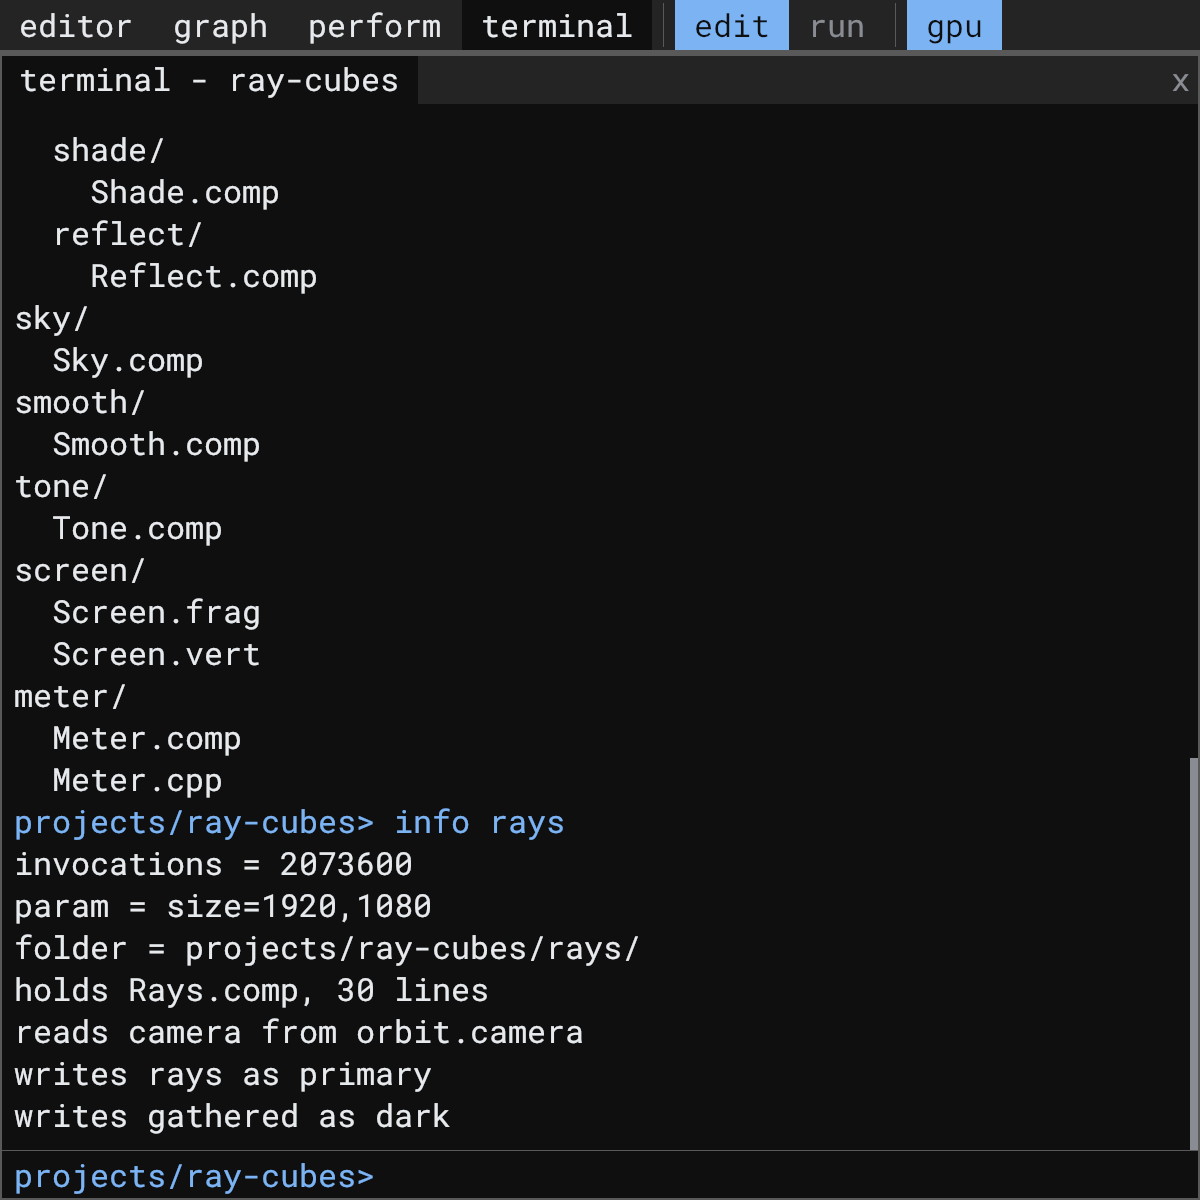 editor graph perform terminal edit run gpu
terminal - ray-cubes x
shade/
Shade.comp
reflect/
Reflect.comp
sky/
Sky.comp
smooth/
Smooth.comp
tone/
Tone.comp
screen/
Screen.frag
Screen.vert
meter/
Meter.comp
Meter.cpp
projects/ray-cubes> info rays
invocations = 2073600
param = size=1920,1080
folder = projects/ray-cubes/rays/
holds Rays.comp, 30 lines
reads camera from orbit.camera
writes rays as primary
writes gathered as dark
projects/ray-cubes>